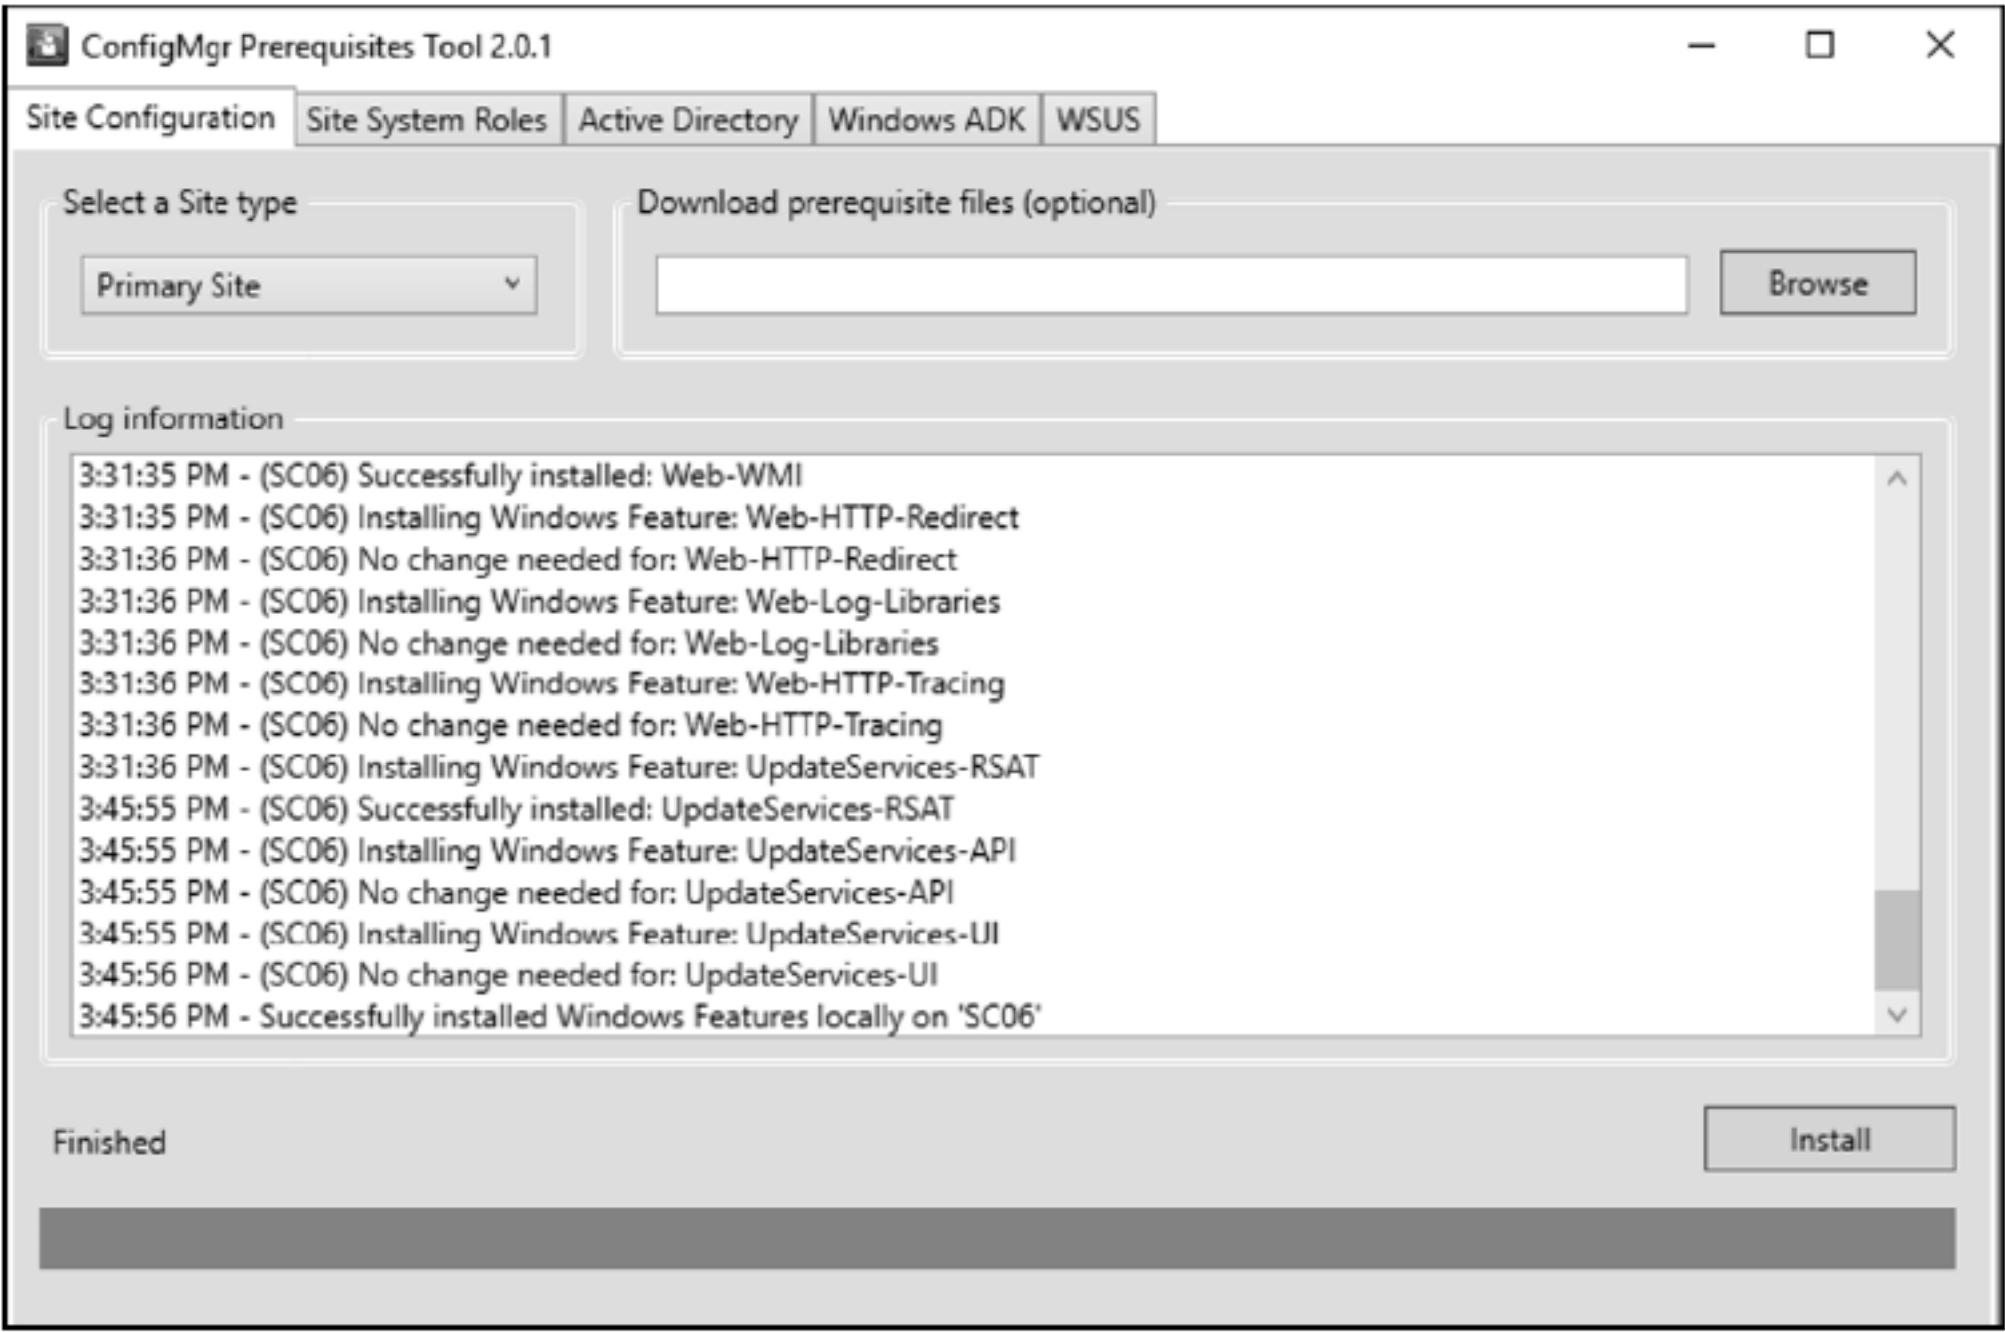 ConfigMgr Prerequisites Tool 2.0.1
Site Configuration
Site System Roles
Active Directory
Windows ADK
WSUS
Select a Site type
Download prerequisite files (optional)
Primary Site
Browse
Log information
3:31:35 PM - (SC06) Successfully installed: Web-WMI
3:31:35 PM - (SC06) Installing Windows Feature: Web-HTTP-Redirect
3:31:36 PM - (SC06) No change needed for: Web-HTTP-Redirect
3:31:36 PM - (SC06) Installing Windows Feature: Web-Log-Libraries
3:31:36 PM - (SC06) No change needed for: Web-Log-Libraries
3:31:36 PM - (SC06) Installing Windows Feature: Web-HTTP-Tracing
3:31:36 PM - (SC06) No change needed for: Web-HTTP-Tracing
3:31:36 PM - (SC06) Installing Windows Feature: UpdateServices-RSAT
3:45:55 PM - (SC06) Successfully installed: UpdateServices-RSAT
3:45:55 PM - (SC06) Installing Windows Feature: UpdateServices-API
3:45:55 PM - (SC06) No change needed for: UpdateServices-API
3:45:55 PM - (SC06) Installing Windows Feature: UpdateServices-UI
3:45:56 PM - (SC06) No change needed for: UpdateServices-UI
3:45:56 PM - Successfully installed Windows Features locally on 'SC06'
Finished
Install